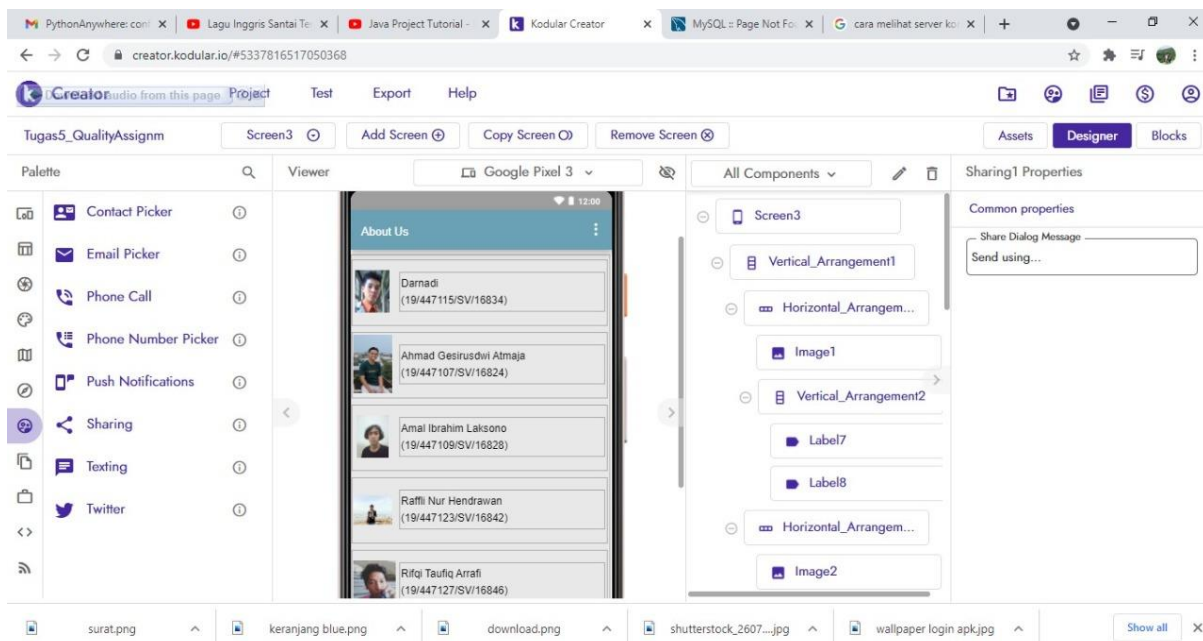 PythonAnywhere: cont
Lagu Inggris Santai Te
Java Project Tutorial -
Kodular Creator
MySQL :: Page Not Fo
cara melihat server ko
creator.kodular.io/#5337816517050368
Creator
audio from this page
Project
Test
Export
Help
Tugas5_QualityAssignm
Screen3
Add Screen
Copy Screen
Remove Screen
Assets
Designer
Blocks
Palette
Viewer
Google Pixel 3
All Components
Sharing1 Properties
Contact Picker
Email Picker
Phone Call
Phone Number Picker
Push Notifications
Sharing
Texting
Twitter
12:00
About Us
Darnadi
(19/447115/SV/16834)
Ahmad Gesirusdwi Atmaja
(19/447107/SV/16824)
Amal Ibrahim Laksono
(19/447109/SV/16828)
Raffli Nur Hendrawan
(19/447123/SV/16842)
Rifqi Taufiq Arrafi
(19/447127/SV/16846)
Screen3
Vertical_Arrangement1
Horizontal_Arrangem...
Image1
Vertical_Arrangement2
Label7
Label8
Horizontal_Arrangem...
Image2
Common properties
Share Dialog Message
Send using...
surat.png
keranjang blue.png
download.png
shutterstock_2607....jpg
wallpaper login apk.jpg
Show all